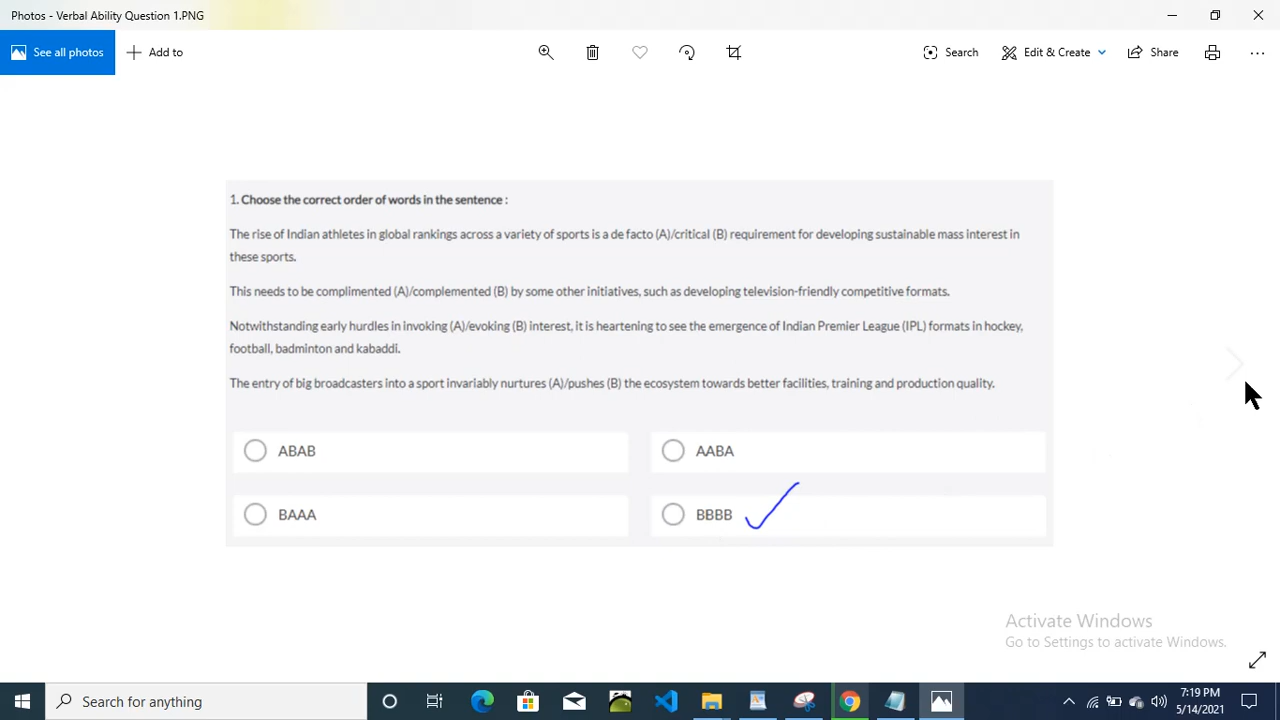 Photos - Verbal Ability Question 1.PNG
See all photos
Add to
Search
Edit & Create
Share
1. Choose the correct order of words in the sentence :
The rise of Indian athletes in global rankings across a variety of sports is a de facto (A)/critical (B) requirement for developing sustainable mass interest in
these sports.
This needs to be complimented (A)/complemented (B) by some other initiatives, such as developing television-friendly competitive formats.
Notwithstanding early hurdles in invoking (A)/evoking (B) interest, it is heartening to see the emergence of Indian Premier League (IPL) formats in hockey,
football, badminton and kabaddi.
The entry of big broadcasters into a sport invariably nurtures (A)/pushes (B) the ecosystem towards better facilities, training and production quality.
ABAB
AABA
BAAA
BBBB
Activate Windows
Go to Settings to activate Windows.
Search for anything
7:19 PM
5/14/2021